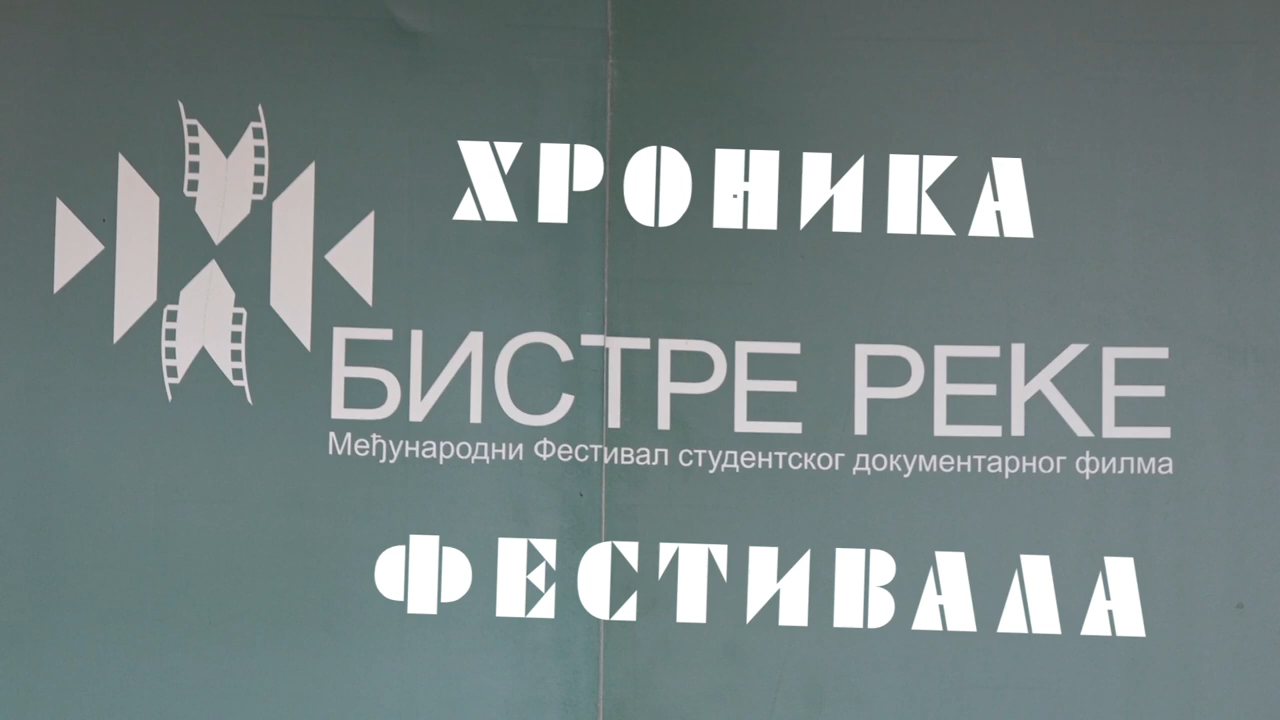 ХРОНИКА
БИСТРЕ РЕКЕ
Међународни Фестивал студентског документарног филма
ФЕСТИВАЛА